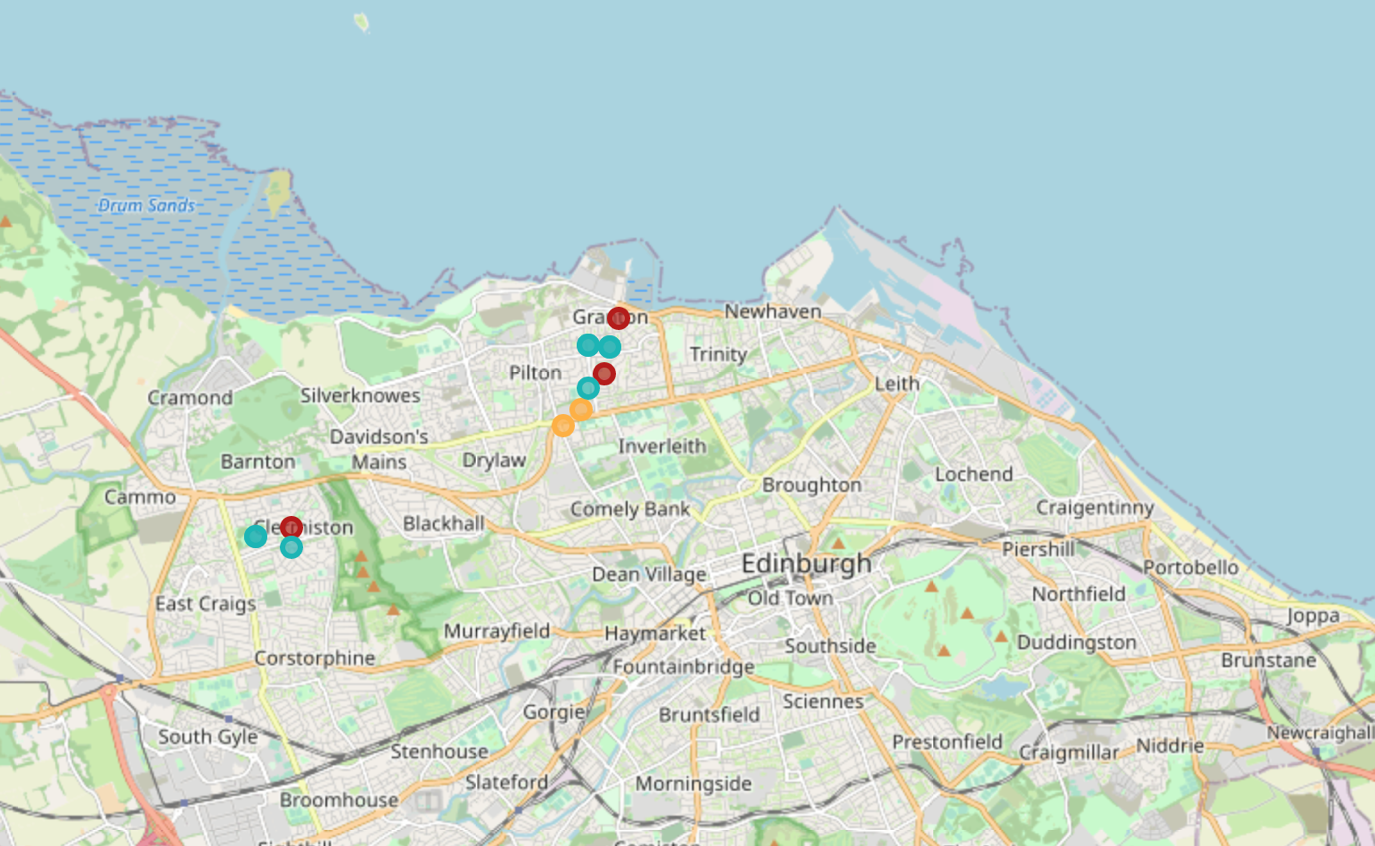 Drum Sands
Granton
Newhaven
Trinity
Pilton
Leith
Cramond
Silverknowes
Davidson's
Mains
Inverleith
Barnton
Drylaw
Lochend
Broughton
Cammo
Comely Bank
Craigentinny
Clermiston
Blackhall
Piershill
Edinburgh
Portobello
Dean Village
Old Town
Northfield
East Craigs
Joppa
Murrayfield
Haymarket
Southside
Duddingston
Corstorphine
Fountainbridge
Brunstane
Sciennes
Gorgie
Bruntsfield
South Gyle
Newcraighall
Prestonfield
Craigmillar
Niddrie
Stenhouse
Slateford
Morningside
Broomhouse